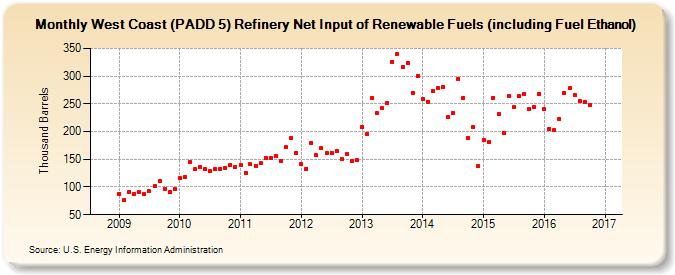 Monthly West Coast (PADD 5) Refinery Net Input of Renewable Fuels (including Fuel Ethanol)
Thousand Barrels
350
300
250
200
150
100
50
2009 2010 2011 2012 2013 2014 2015 2016 2017
Source: U.S. Energy Information Administration